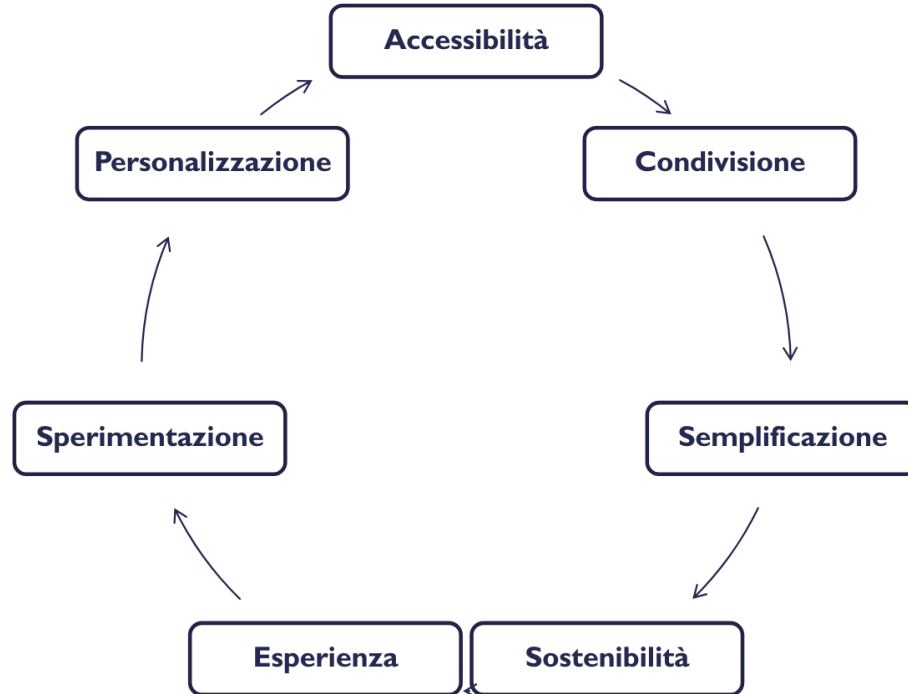 Accessibilità
Condivisione
Semplificazione
Sostenibilità
Esperienza
Sperimentazione
Personalizzazione